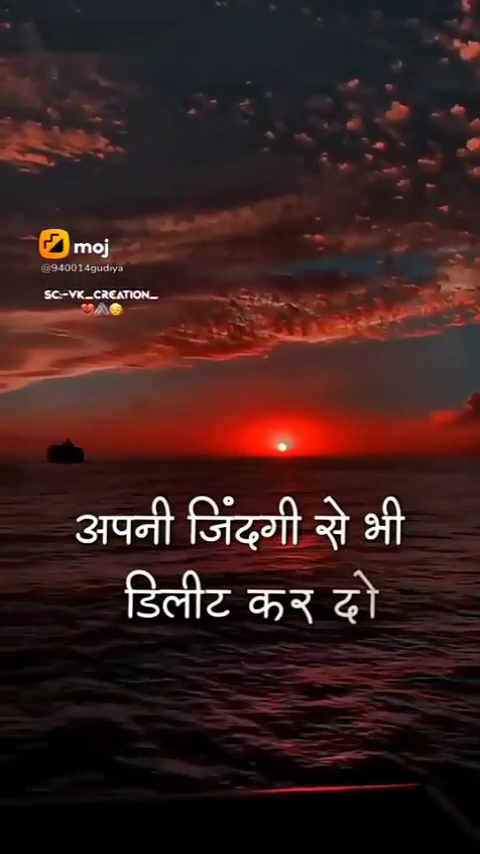 moj
@940014gudiya
SC:-VK_CREATION_
💔🖇😔
अपनी जिंदगी से भी
डिलीट कर दो